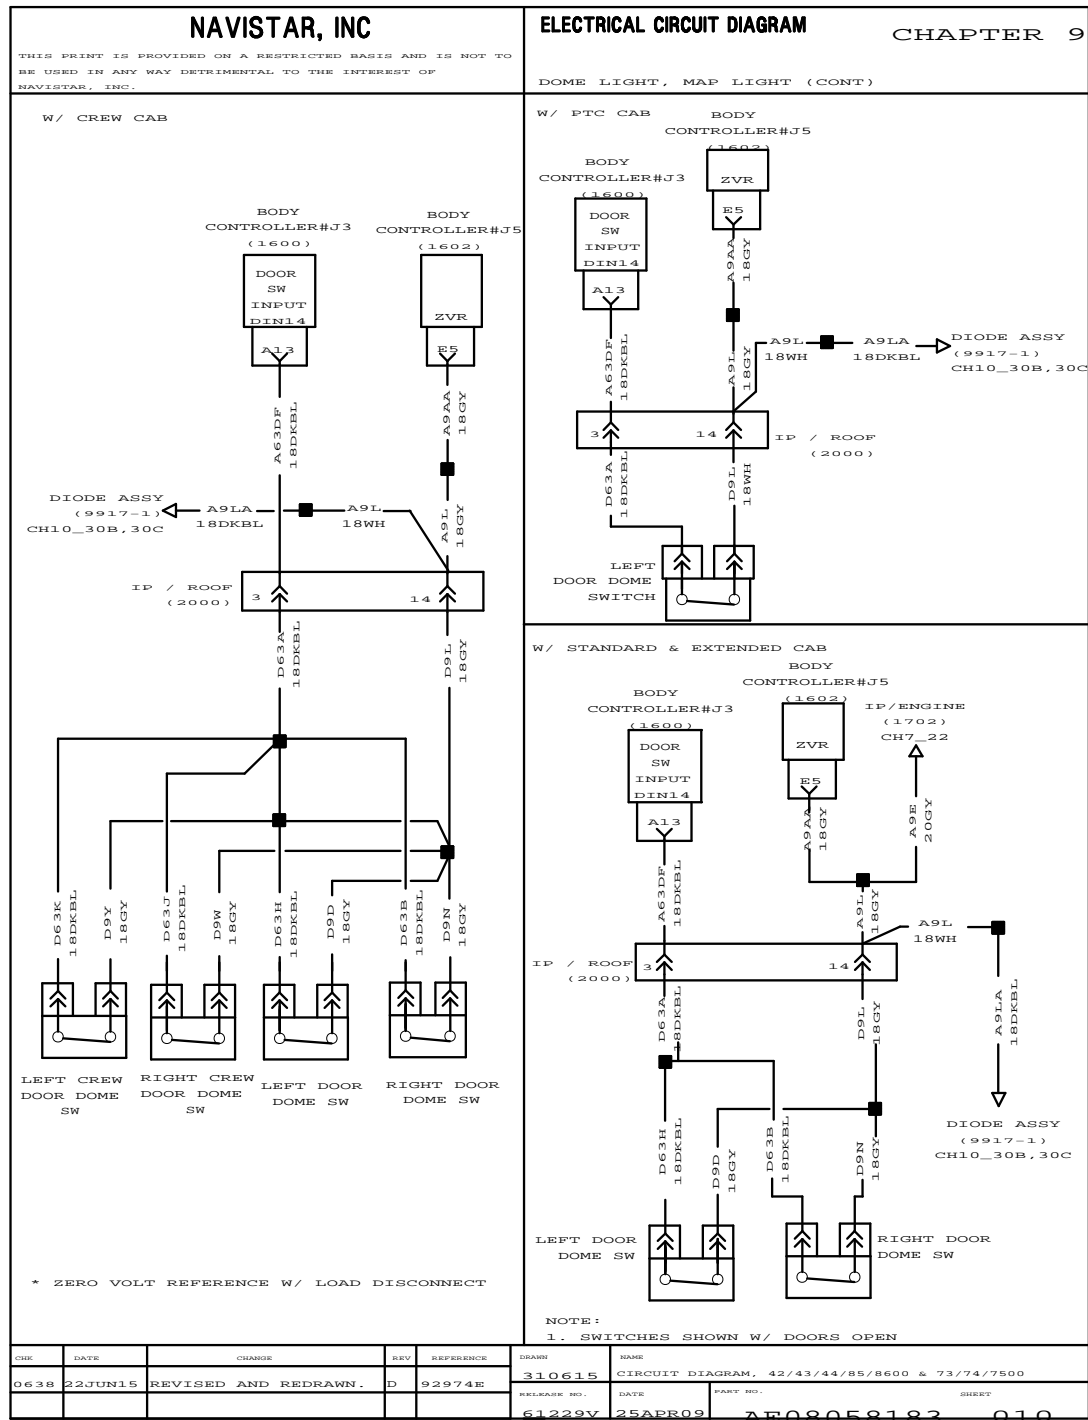 NAVISTAR, INC
THIS PRINT IS PROVIDED ON A RESTRICTED BASIS AND IS NOT TO
BE USED IN ANY WAY DETRIMENTAL TO THE INTEREST OF
NAVISTAR, INC.
ELECTRICAL CIRCUIT DIAGRAM
CHAPTER 9
DOME LIGHT, MAP LIGHT (CONT)
W/ CREW CAB
BODY
CONTROLLER#J3
(1600)
BODY
CONTROLLER#J5
(1602)
DOOR
SW
INPUT
DIN14
ZVR
A13
E5
A63DF
18DKBL
A9AA
18GY
DIODE ASSY
(9917-1)
CH10_30B,30C
A9LA
18DKBL
A9L
18WH
A9L
18GY
IP / ROOF
(2000)
3
14
D63A
18DKBL
D9L
18GY
D63K
18DKBL
D9Y
18GY
D63J
18DKBL
D9W
18GY
D63H
18DKBL
D9D
18GY
D63B
18DKBL
D9N
18GY
LEFT CREW
DOOR DOME
SW
RIGHT CREW
DOOR DOME
SW
LEFT DOOR
DOME SW
RIGHT DOOR
DOME SW
* ZERO VOLT REFERENCE W/ LOAD DISCONNECT
W/ PTC CAB
BODY
CONTROLLER#J5
(1602)
BODY
CONTROLLER#J3
(1600)
ZVR
E5
DOOR
SW
INPUT
DIN14
A13
A9AA
18GY
A63DF
18DKBL
A9L
18GY
A9L
18WH
A9LA
18DKBL
DIODE ASSY
(9917-1)
CH10_30B,30C
3
14
IP / ROOF
(2000)
D63A
18DKBL
D9L
18WH
LEFT
DOOR DOME
SWITCH
W/ STANDARD & EXTENDED CAB
BODY
CONTROLLER#J5
(1602)
BODY
CONTROLLER#J3
(1600)
IP/ENGINE
(1702)
CH7_22
DOOR
SW
INPUT
DIN14
ZVR
E5
A13
A9AA
18GY
A9E
20GY
A63DF
18DKBL
A9L
18GY
A9L
18WH
IP / ROOF
(2000)
3
14
D63A
18DKBL
D9L
18GY
A9LA
18DKBL
DIODE ASSY
(9917-1)
CH10_30B,30C
D63H
18DKBL
D9D
18GY
D63B
18DKBL
D9N
18GY
LEFT DOOR
DOME SW
RIGHT DOOR
DOME SW
NOTE:
1. SWITCHES SHOWN W/ DOORS OPEN
CHK DATE CHANGE REV REFERENCE
0638 22JUN15 REVISED AND REDRAWN. D 92974E
DRAWN
310615
NAME
CIRCUIT DIAGRAM, 42/43/44/85/8600 & 73/74/7500
RELEASE NO.
61229V
DATE
25APR09
PART NO.
AF08058183
SHEET
010